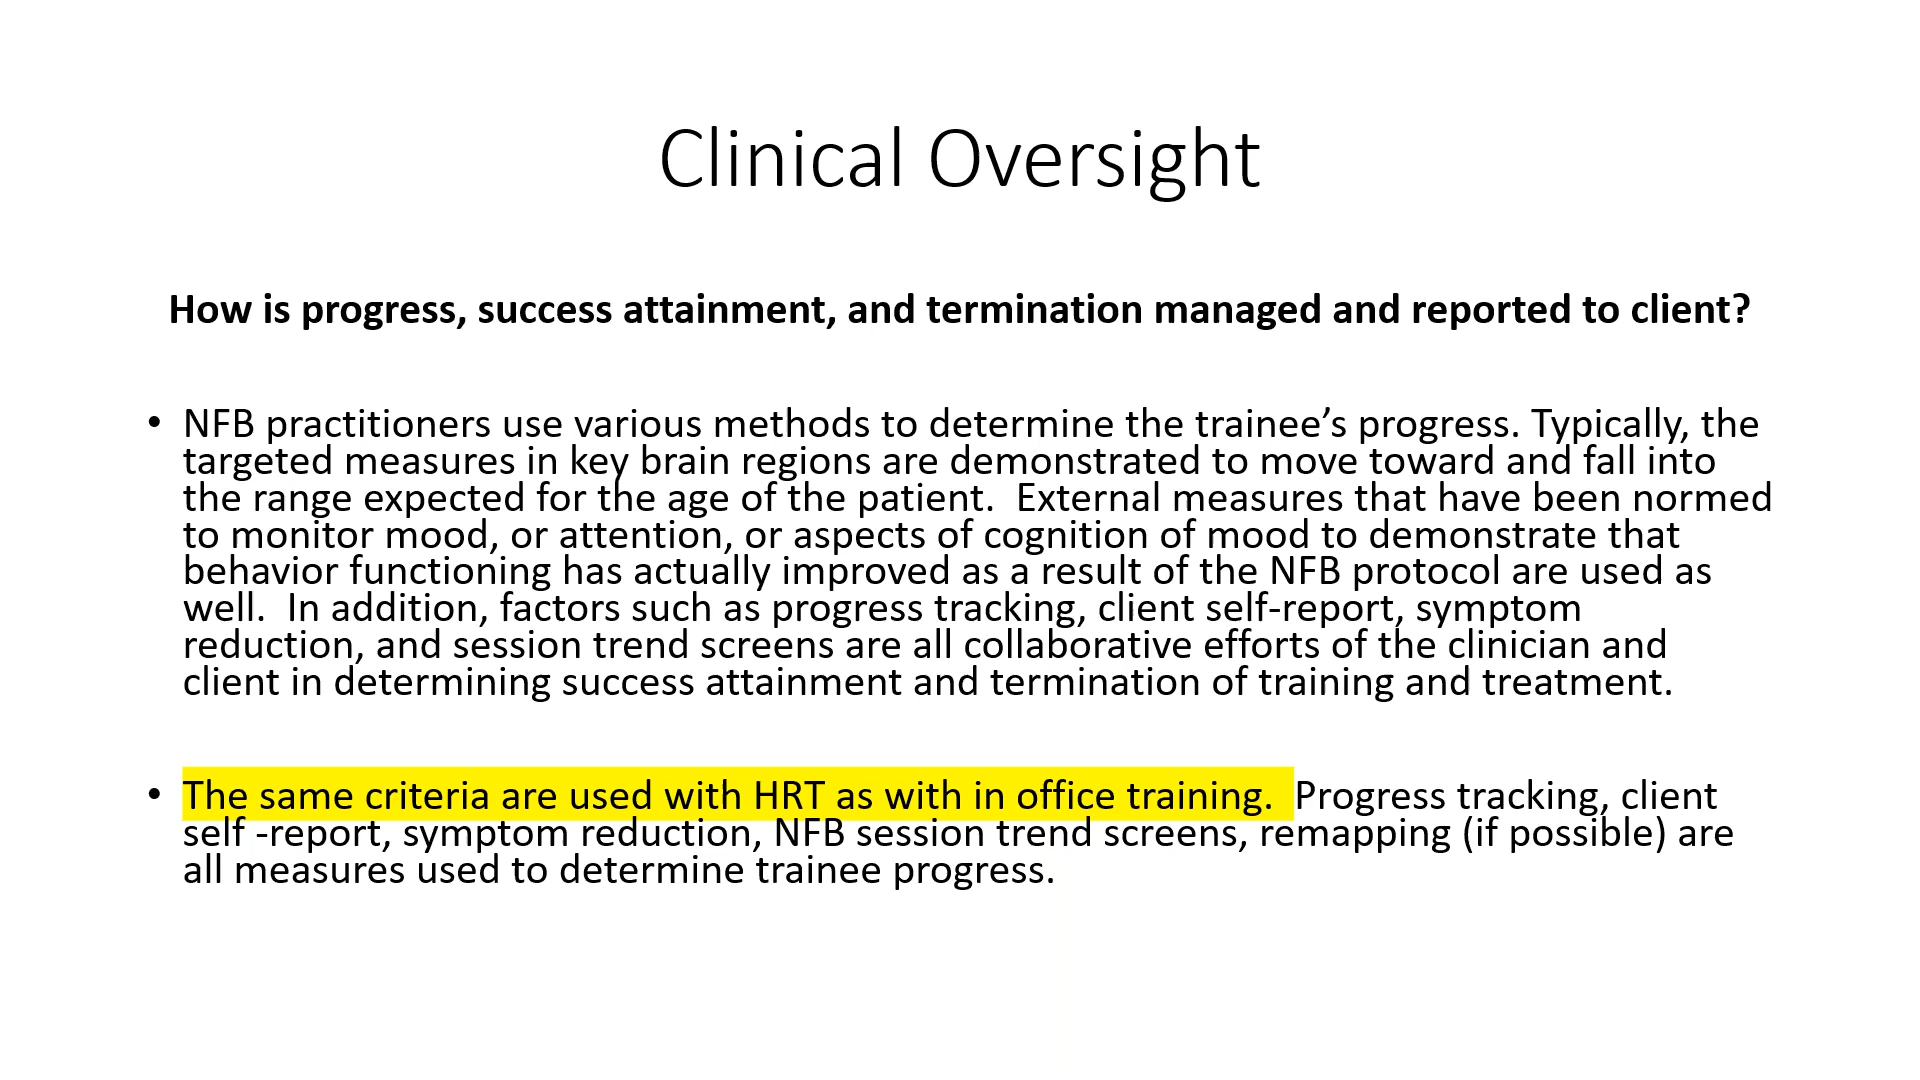 Clinical Oversight
How is progress, success attainment, and termination managed and reported to client?
• NFB practitioners use various methods to determine the trainee’s progress. Typically, the
targeted measures in key brain regions are demonstrated to move toward and fall into
the range expected for the age of the patient.  External measures that have been normed
to monitor mood, or attention, or aspects of cognition of mood to demonstrate that
behavior functioning has actually improved as a result of the NFB protocol are used as
well.  In addition, factors such as progress tracking, client self-report, symptom
reduction, and session trend screens are all collaborative efforts of the clinician and
client in determining success attainment and termination of training and treatment.
• The same criteria are used with HRT as with in office training.  Progress tracking, client
self -report, symptom reduction, NFB session trend screens, remapping (if possible) are
all measures used to determine trainee progress.